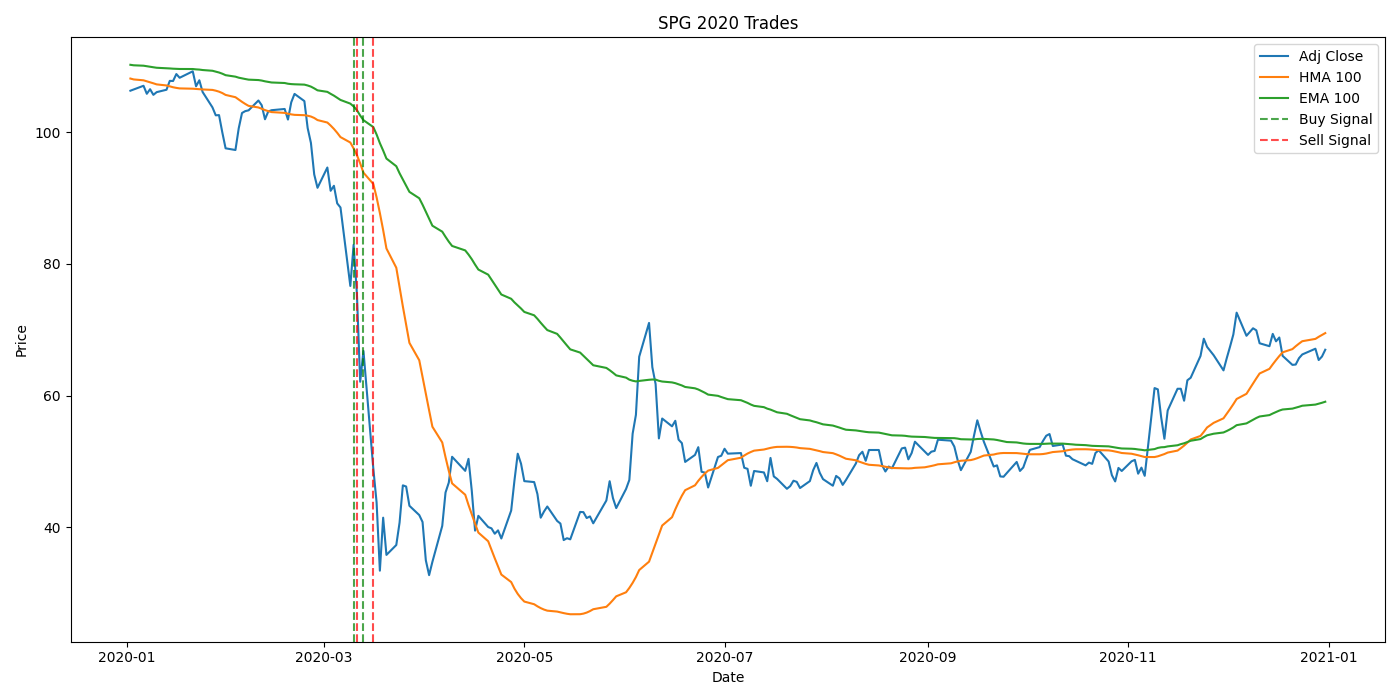 SPG 2020 Trades
Adj Close
HMA 100
EMA 100
Buy Signal
Sell Signal
Price
100
80
60
40
2020-01
2020-03
2020-05
2020-07
2020-09
2020-11
2021-01
Date